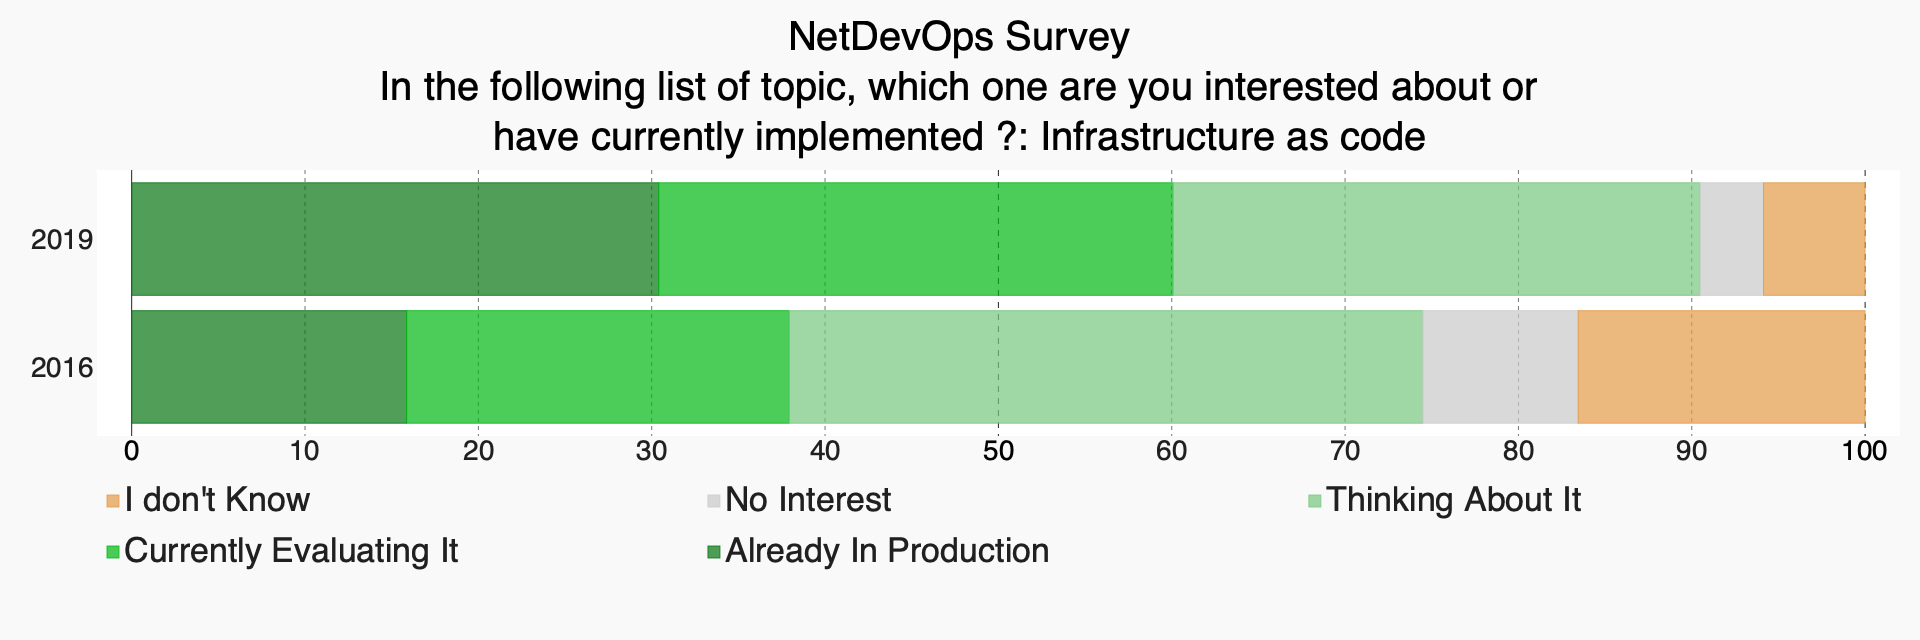 NetDevOps Survey
In the following list of topic, which one are you interested about or
have currently implemented ?: Infrastructure as code
2019
2016
0 10 20 30 40 50 60 70 80 90 100
I don't Know No Interest Thinking About It
Currently Evaluating It Already In Production